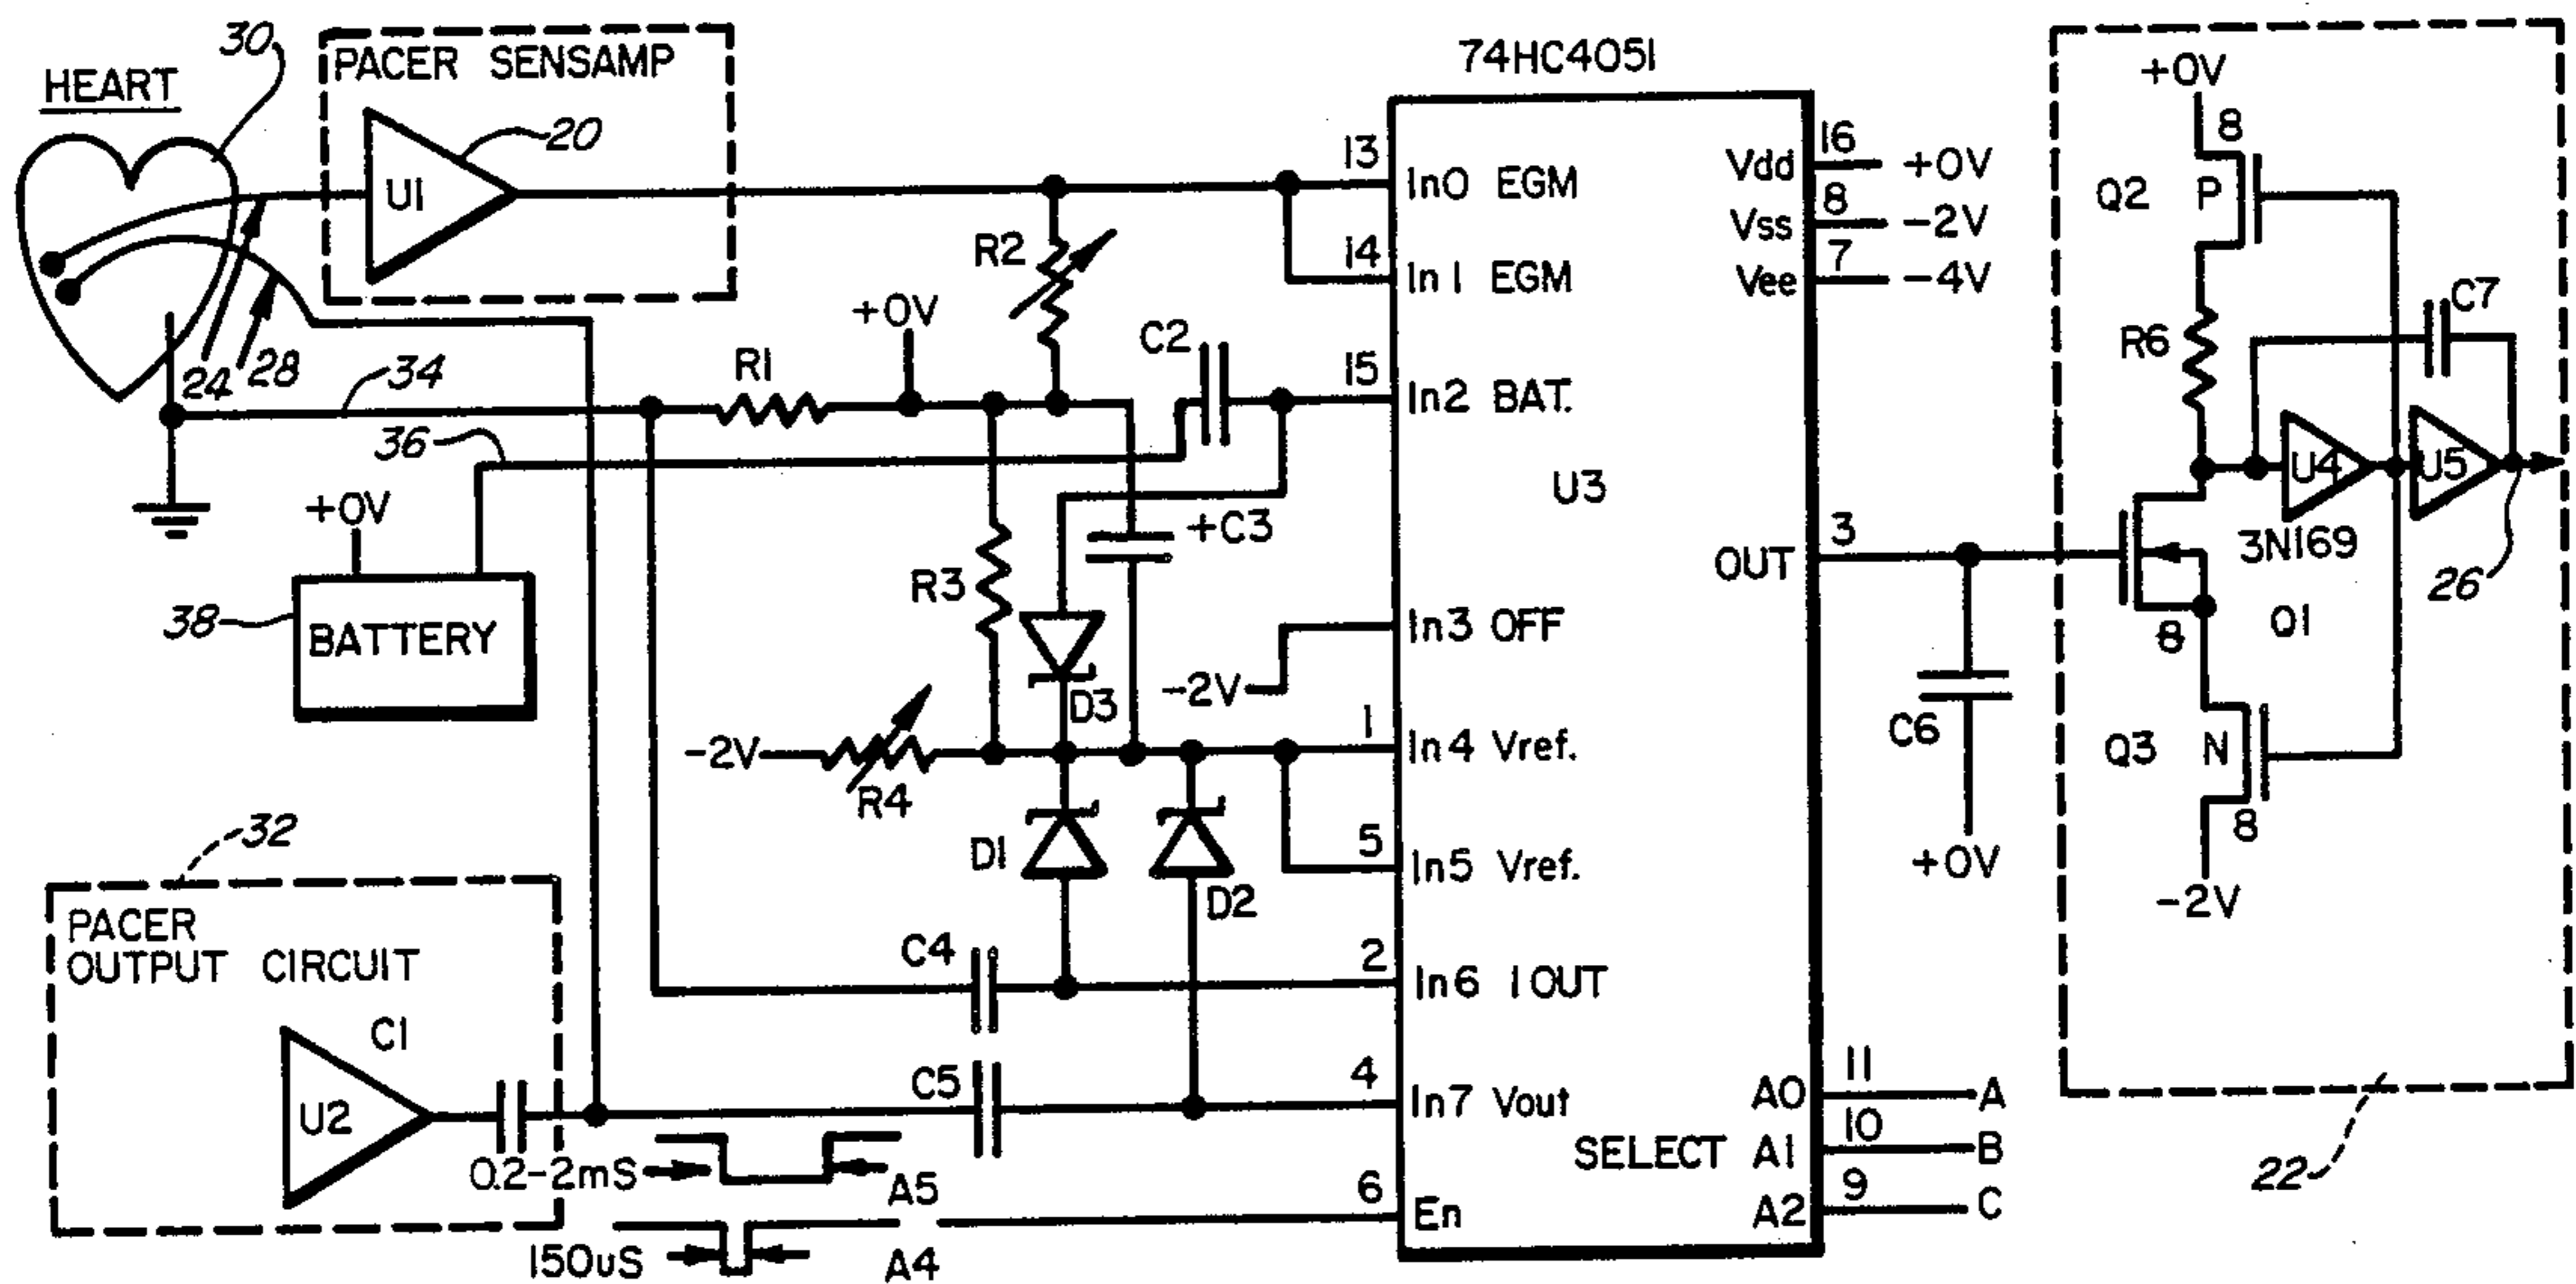 30
HEART
PACER SENSAMP
U1
20
24
28
34
36
R1
+0V
R2
C2
+0V
BATTERY
38
R3
+C3
D3
-2V
R4
D1
D2
-2V
32
PACER
OUTPUT CIRCUIT
C1
U2
C4
C5
0.2-2mS
A5
150uS
A4
74HC4051
13
In0 EGM
14
In1 EGM
15
In2 BAT.
U3
In3 OFF
1
In4 Vref.
5
In5 Vref.
2
In6 I OUT
4
In7 Vout
6
En
Vdd
16
+0V
Vss
8
-2V
Vee
7
-4V
OUT
3
SELECT
A0
11
A
A1
10
B
A2
9
C
C6
+0V
+0V
8
Q2
P
R6
C7
U4
U5
3N169
26
8
Q1
Q3
N
8
-2V
22